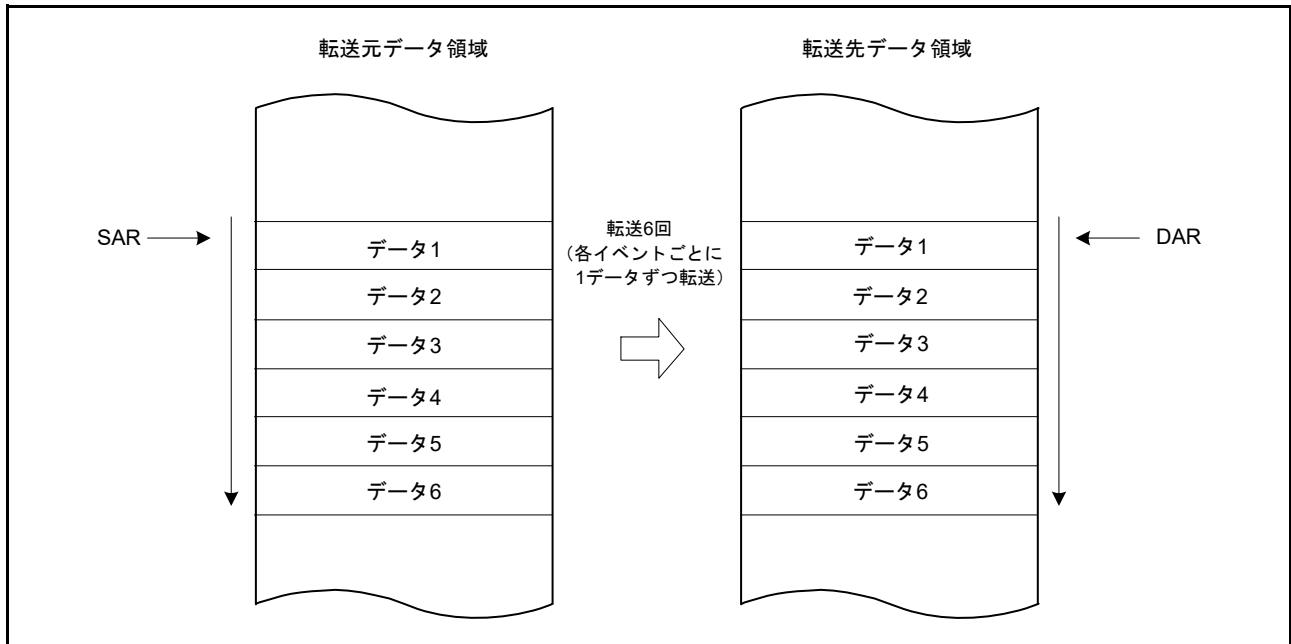 転送元データ領域
転送先データ領域
SAR
データ1
データ2
データ3
データ4
データ5
データ6
転送6回
（各イベントごとに
1データずつ転送）
データ1
データ2
データ3
データ4
データ5
データ6
DAR